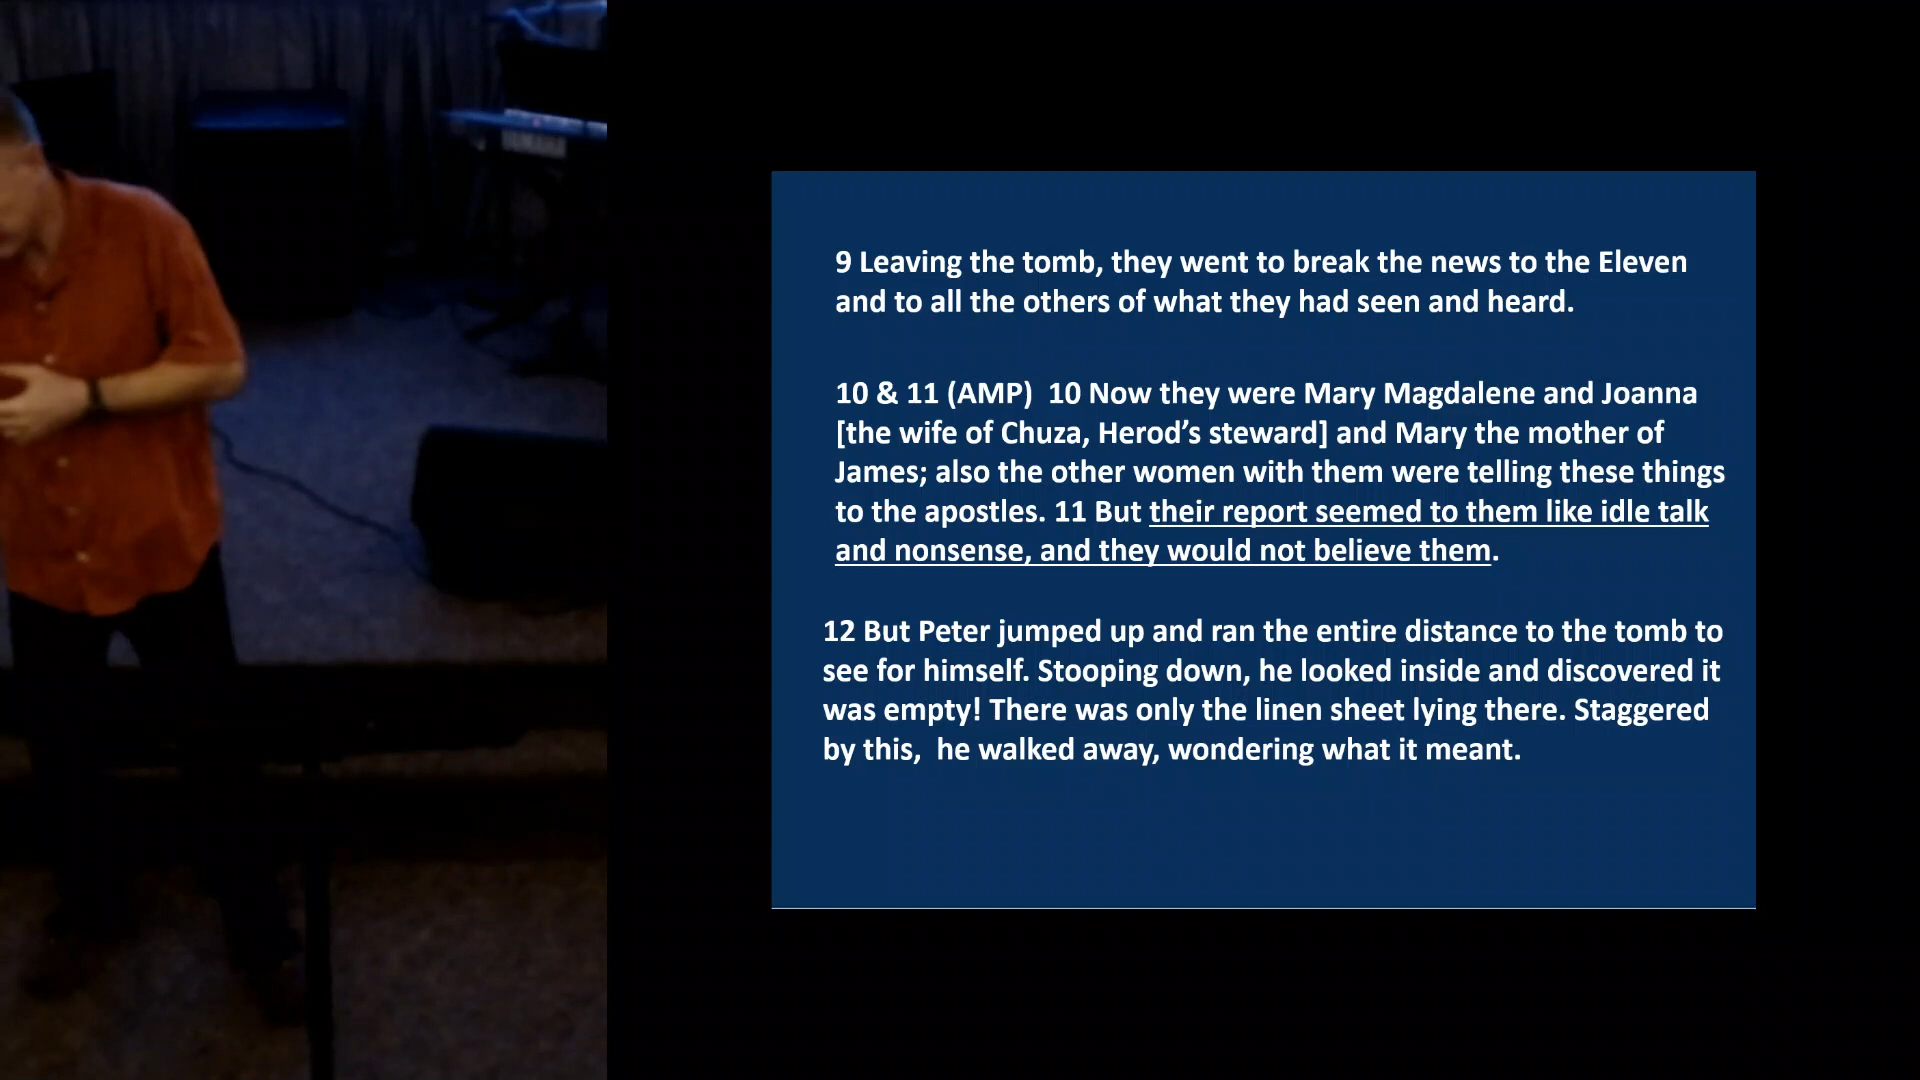 YAMAHA
9 Leaving the tomb, they went to break the news to the Eleven
and to all the others of what they had seen and heard.
10 & 11 (AMP)  10 Now they were Mary Magdalene and Joanna
[the wife of Chuza, Herod’s steward] and Mary the mother of
James; also the other women with them were telling these things
to the apostles. 11 But their report seemed to them like idle talk
and nonsense, and they would not believe them.
12 But Peter jumped up and ran the entire distance to the tomb to
see for himself. Stooping down, he looked inside and discovered it
was empty! There was only the linen sheet lying there. Staggered
by this,  he walked away, wondering what it meant.